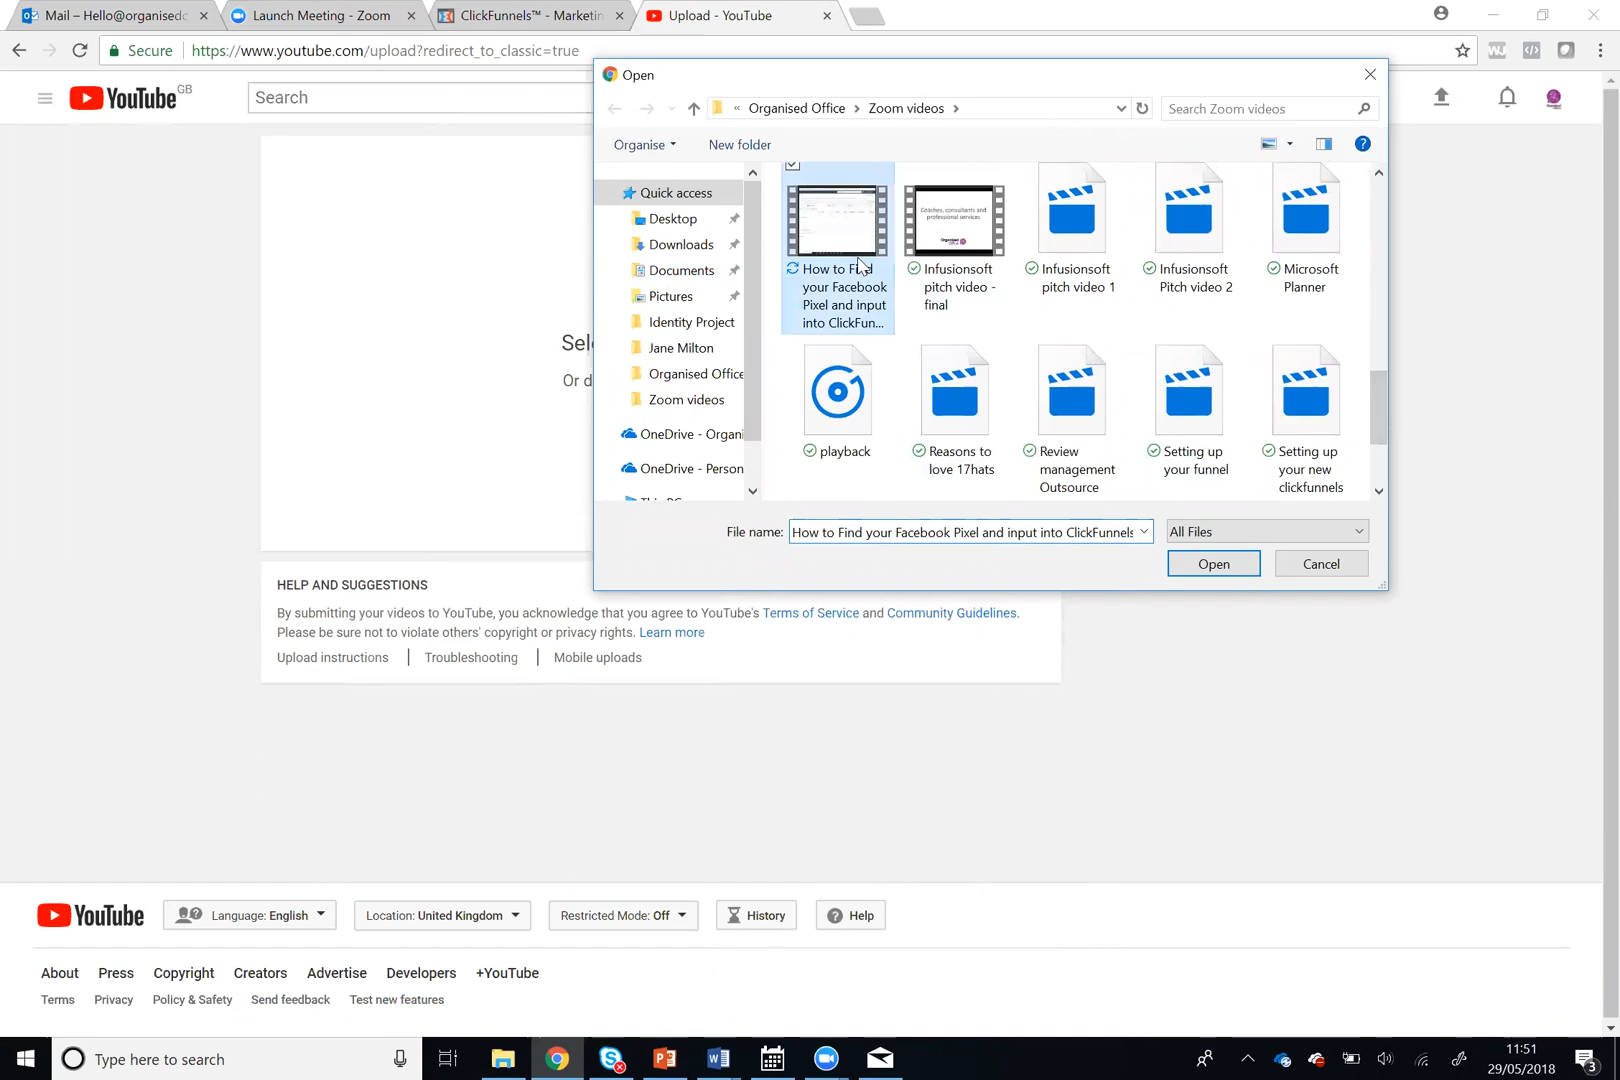 Mail – Hello@organisedc
Launch Meeting - Zoom
ClickFunnels™ - Marketin
Upload - YouTube
Secure
https://www.youtube.com/upload?redirect_to_classic=true
YouTube GB
Search
Open
« Organised Office > Zoom videos >
Search Zoom videos
Organise
New folder
Quick access
Desktop
Downloads
Documents
Pictures
Identity Project
Jane Milton
Organised Office
Zoom videos
OneDrive - Organi
OneDrive - Person
Coaches, consultants and
professional services
How to Find
your Facebook
Pixel and input
into ClickFun...
Infusionsoft
pitch video -
final
Infusionsoft
pitch video 1
Infusionsoft
Pitch video 2
Microsoft
Planner
playback
Reasons to
love 17hats
Review
management
Outsource
Setting up
your funnel
Setting up
your new
clickfunnels
File name:
How to Find your Facebook Pixel and input into ClickFunnels
All Files
Open
Cancel
Sele
Or d
HELP AND SUGGESTIONS
By submitting your videos to YouTube, you acknowledge that you agree to YouTube's Terms of Service and Community Guidelines.
Please be sure not to violate others' copyright or privacy rights. Learn more
Upload instructions | Troubleshooting | Mobile uploads
YouTube
Language: English
Location: United Kingdom
Restricted Mode: Off
History
Help
About Press Copyright Creators Advertise Developers +YouTube
Terms Privacy Policy & Safety Send feedback Test new features
Type here to search
11:51
29/05/2018
3